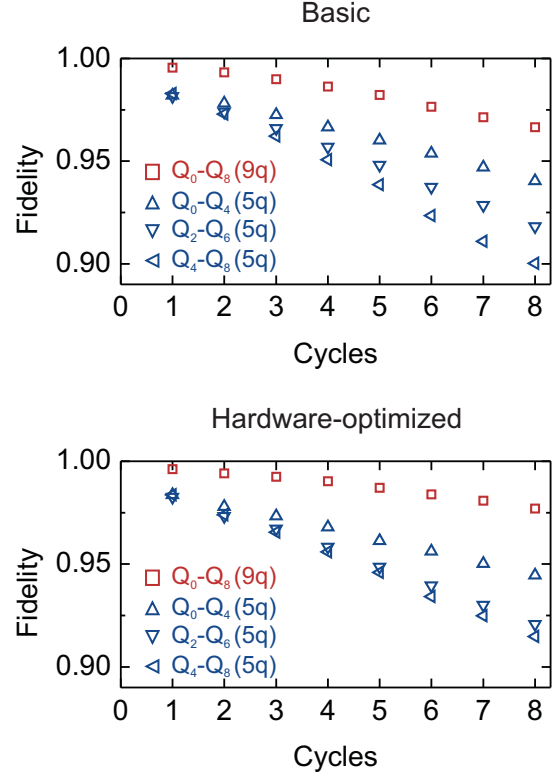 Basic
1.00
0.95
0.90
Fidelity
Q₀-Q₈ (9q)
Q₀-Q₄ (5q)
Q₂-Q₆ (5q)
Q₄-Q₈ (5q)
0 1 2 3 4 5 6 7 8
Cycles
Hardware-optimized
1.00
0.95
0.90
Fidelity
Q₀-Q₈ (9q)
Q₀-Q₄ (5q)
Q₂-Q₆ (5q)
Q₄-Q₈ (5q)
0 1 2 3 4 5 6 7 8
Cycles